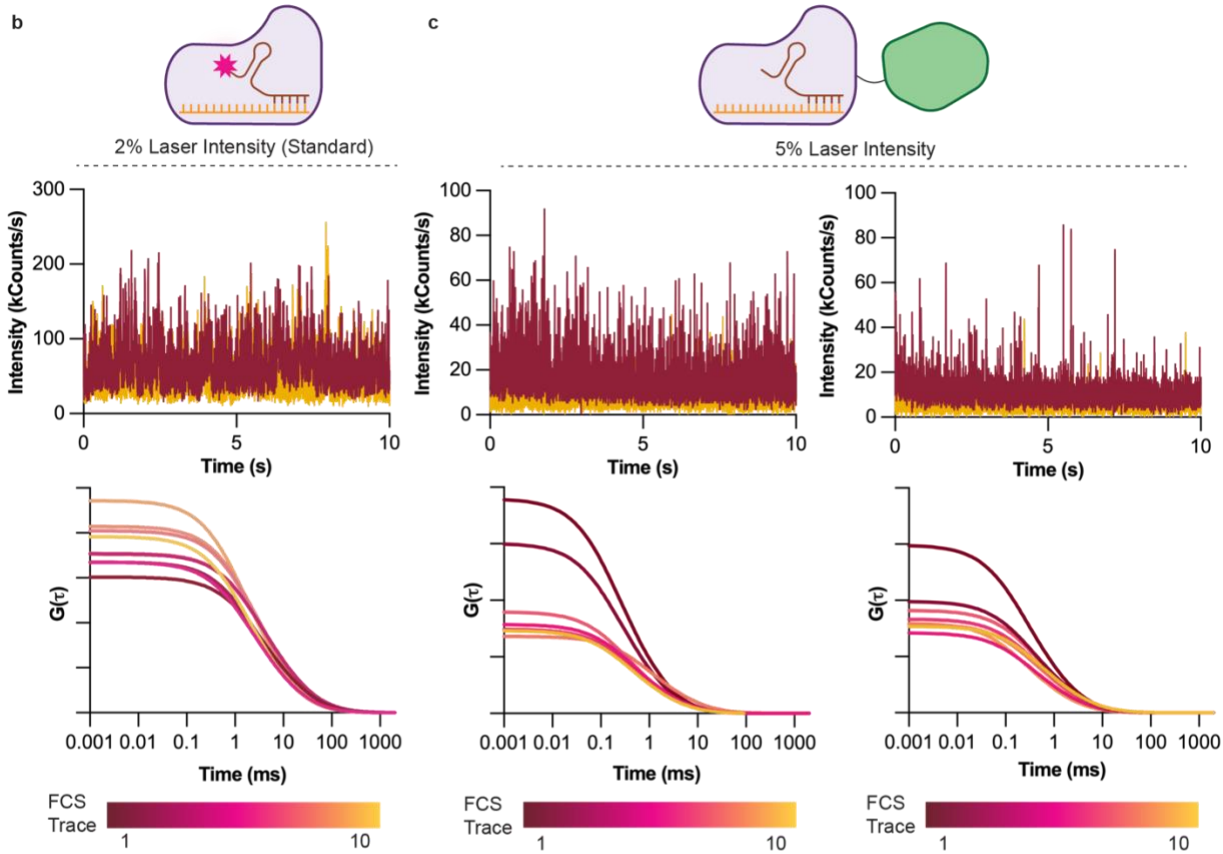 b
c
2% Laser Intensity (Standard)
5% Laser Intensity
Intensity (kCounts/s)
300
200
100
0
0
5
10
Time (s)
Intensity (kCounts/s)
100
80
60
40
20
0
0
5
10
Time (s)
Intensity (kCounts/s)
100
80
60
40
20
0
0
5
10
Time (s)
G(τ)
0.001 0.01 0.1 1 10 100 1000
Time (ms)
G(τ)
0.001 0.01 0.1 1 10 100 1000
Time (ms)
G(τ)
0.001 0.01 0.1 1 10 100 1000
Time (ms)
FCS
Trace
1 10
FCS
Trace
1 10
FCS
Trace
1 10